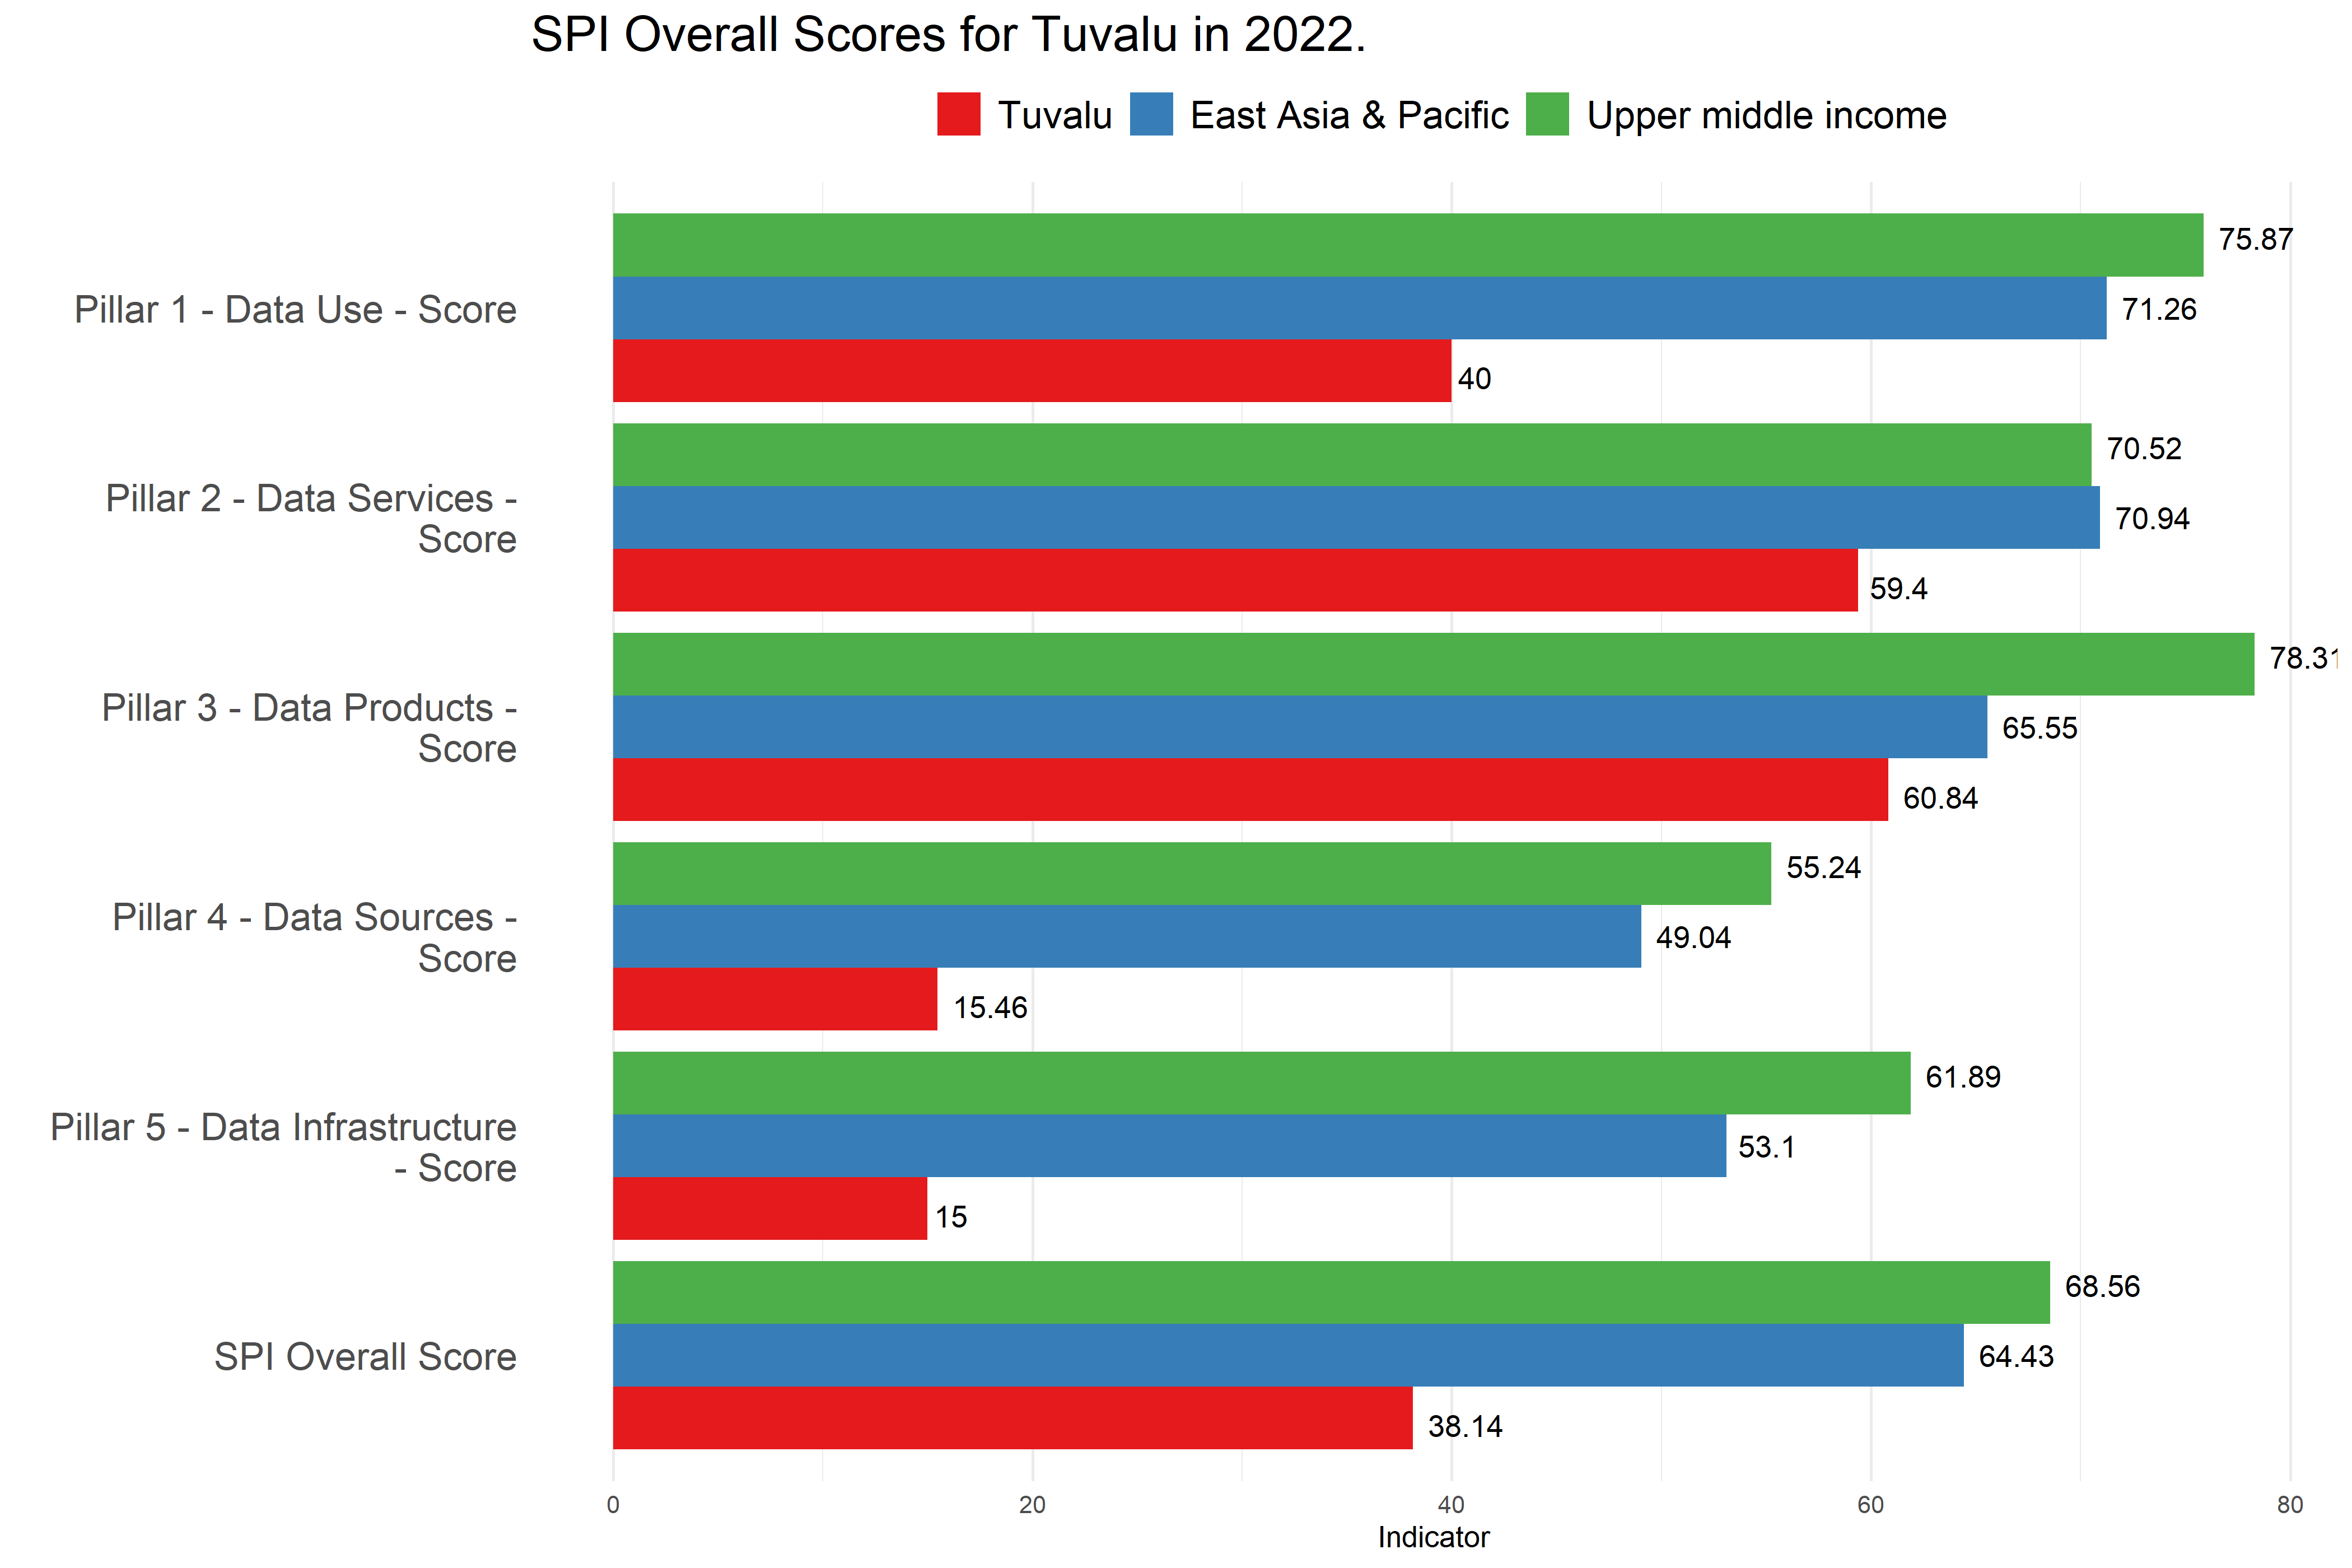 SPI Overall Scores for Tuvalu in 2022.
Tuvalu East Asia & Pacific Upper middle income
75.87
Pillar 1 - Data Use - Score
71.26
40
70.52
Pillar 2 - Data Services -
Score
70.94
59.4
78.31
Pillar 3 - Data Products -
Score
65.55
60.84
55.24
Pillar 4 - Data Sources -
Score
49.04
15.46
61.89
Pillar 5 - Data Infrastructure
- Score
53.1
15
68.56
SPI Overall Score
64.43
38.14
0 20 40 60 80
Indicator